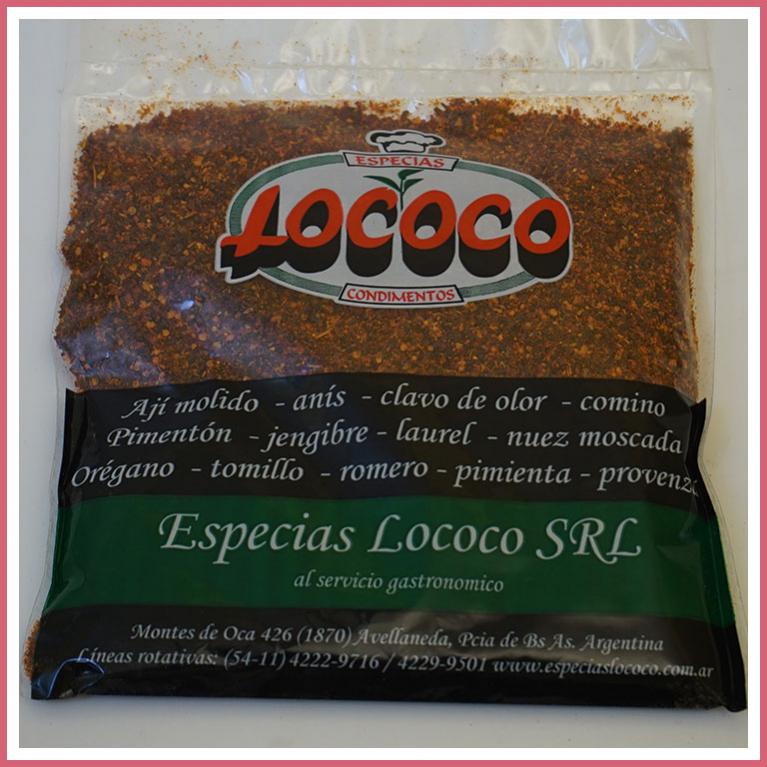 ESPECIAS
LOCOCO
CONDIMENTOS
Ají molido - anís - clavo de olor - comino
Pimentón - jengibre - laurel - nuez moscada
Orégano - tomillo - romero - pimienta -
Especias Lococo SRL
al servicio gastronomico
Montes de Oca 426 (1870) Avellaneda, Pcia de Bs As. Argentina
Líneas rotativas: (54-11) 4222-9716 / 4229-9501 www.especiaslococo.com.ar